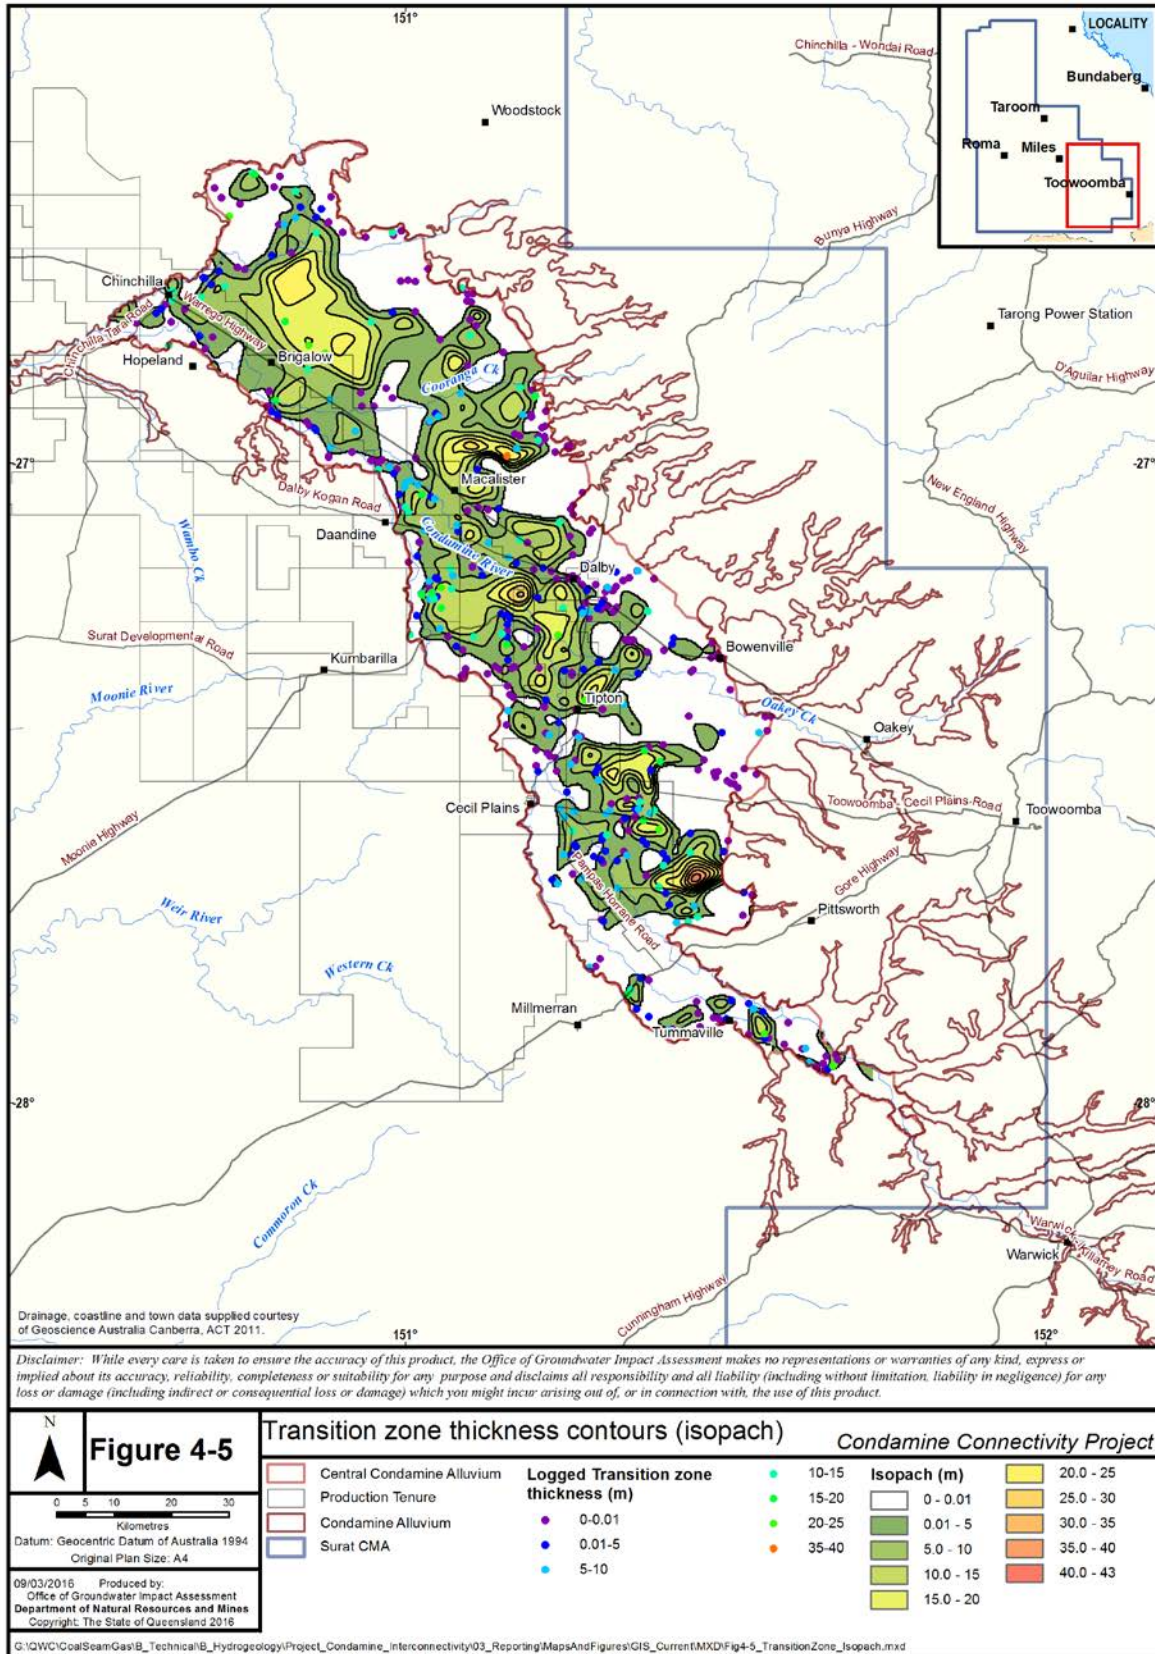 151°
LOCALITY
Bundaberg
Taroom
Roma
Miles
Toowoomba
Chinchilla - Wondai Road
Woodstock
Bunya Highway
Chinchilla
Warrego Highway
Chinchilla Tara Road
Hopeland
Brigalow
Cooranga Ck
Tarong Power Station
D'Aguilar Highway
-27°
-27°
Macalister
Dalby Kogan Road
New England Highway
Daandine
Wambo Ck
Condamine River
Dalby
Surat Developmental Road
Kumbarilla
Bowenville
Moonie River
Tipton
Oakey Ck
Oakey
Cecil Plains
Toowoomba - Cecil Plains-Road
Toowoomba
Moonie Highway
Pampas Horrane Road
Gore Highway
Weir River
Pittsworth
Western Ck
Millmerran
Tummaville
-28°
-28°
Commoron Ck
Warwick-Killarney Road
Warwick
Cunningham Highway
Drainage, coastline and town data supplied courtesy
of Geoscience Australia Canberra, ACT 2011.
151°
152°
Disclaimer: While every care is taken to ensure the accuracy of this product, the Office of Groundwater Impact Assessment makes no representations or warranties of any kind, express or
implied about its accuracy, reliability, completeness or suitability for any purpose and disclaims all responsibility and all liability (including without limitation, liability in negligence) for any
loss or damage (including indirect or consequential loss or damage) which you might incur arising out of, or in connection with, the use of this product.
N
Figure 4-5
0 5 10 20 30
Kilometres
Datum: Geocentric Datum of Australia 1994
Original Plan Size: A4
09/03/2016 Produced by:
Office of Groundwater Impact Assessment
Department of Natural Resources and Mines
Copyright: The State of Queensland 2016
Transition zone thickness contours (isopach)
Condamine Connectivity Project
Central Condamine Alluvium
Production Tenure
Condamine Alluvium
Surat CMA
Logged Transition zone
thickness (m)
0-0.01
0.01-5
5-10
10-15
15-20
20-25
35-40
Isopach (m)
0 - 0.01
0.01 - 5
5.0 - 10
10.0 - 15
15.0 - 20
20.0 - 25
25.0 - 30
30.0 - 35
35.0 - 40
40.0 - 43
G:\QWC\CoalSeamGas\B_Technical\B_Hydrogeology\Project_Condamine_Interconnectivity\03_Reporting\MapsAndFigures\GIS_Current\MXD\Fig4-5_TransitionZone_Isopach.mxd